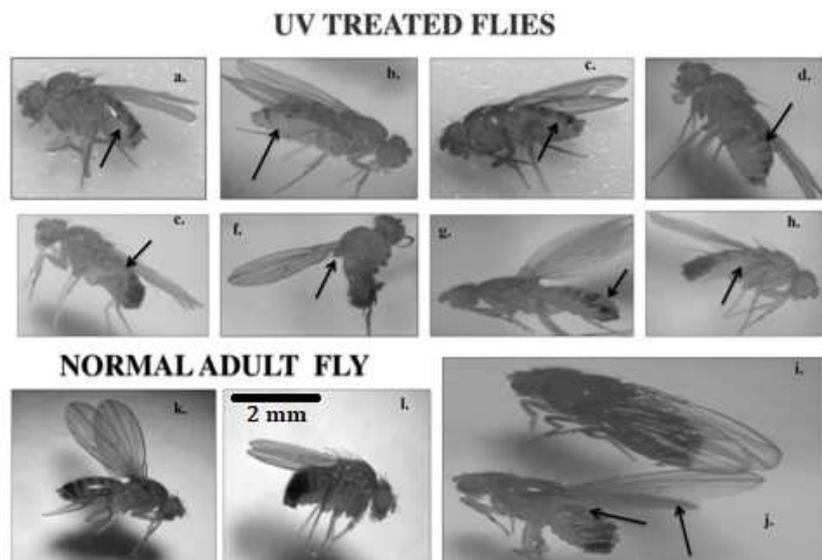 UV TREATED FLIES
a.
b.
c.
d.
e.
f.
g.
h.
NORMAL ADULT FLY
i.
k.
2 mm
l.
j.